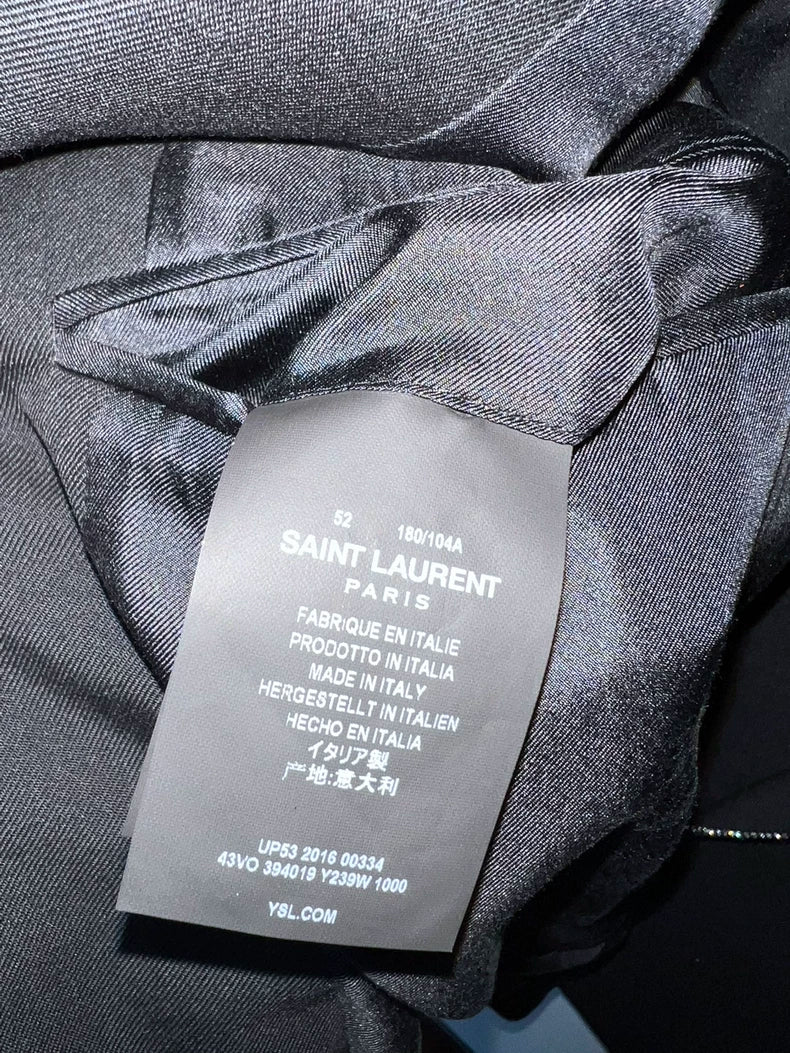 52 180/104A
SAINT LAURENT
PARIS
FABRIQUE EN ITALIE
PRODOTTO IN ITALIA
MADE IN ITALY
HERGESTELLT IN ITALIEN
HECHO EN ITALIA
イタリア製
产地:意大利
UP53 2016 00334
43VO 394019 Y239W 1000
YSL.COM